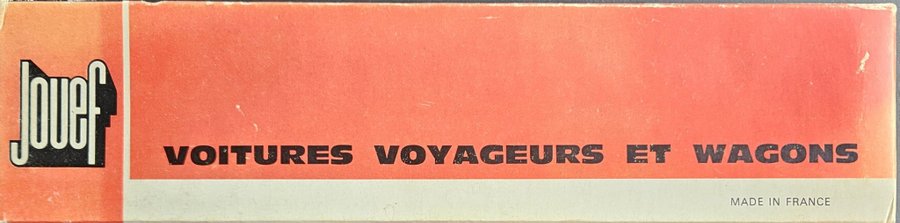 Jouef
VOITURES VOYAGEURS ET WAGONS
MADE IN FRANCE